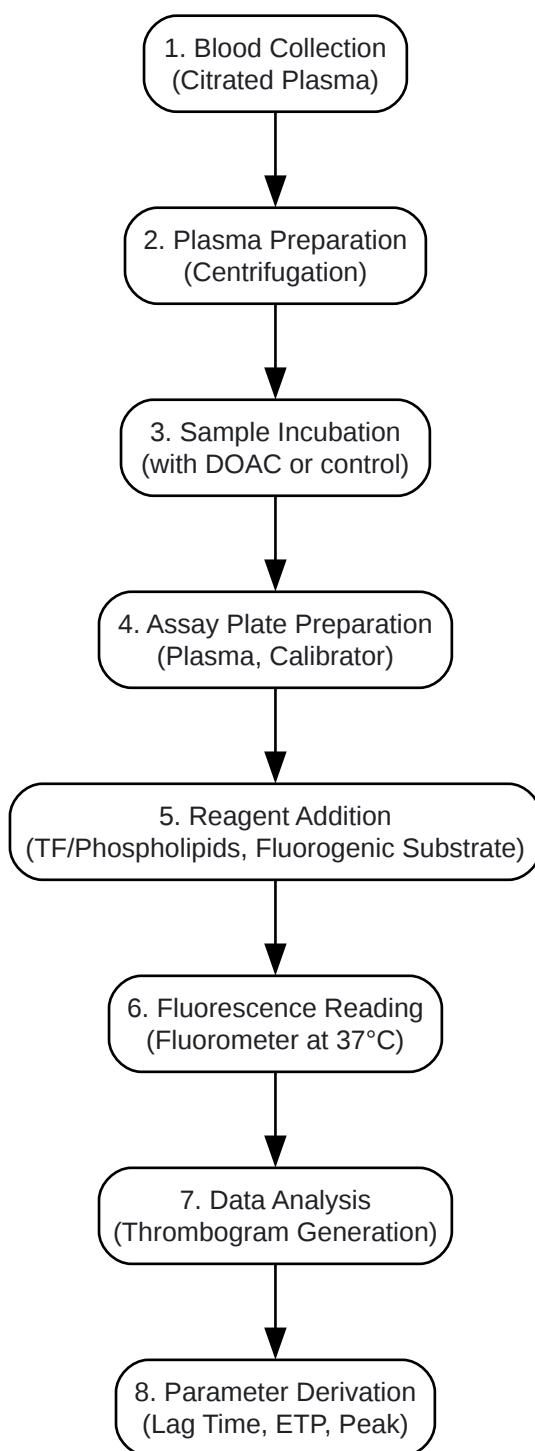 1. Blood Collection
(Citrated Plasma)
2. Plasma Preparation
(Centrifugation)
3. Sample Incubation
(with DOAC or control)
4. Assay Plate Preparation
(Plasma, Calibrator)
5. Reagent Addition
(TF/Phospholipids, Fluorogenic Substrate)
6. Fluorescence Reading
(Fluorometer at 37°C)
7. Data Analysis
(Thrombogram Generation)
8. Parameter Derivation
(Lag Time, ETP, Peak)